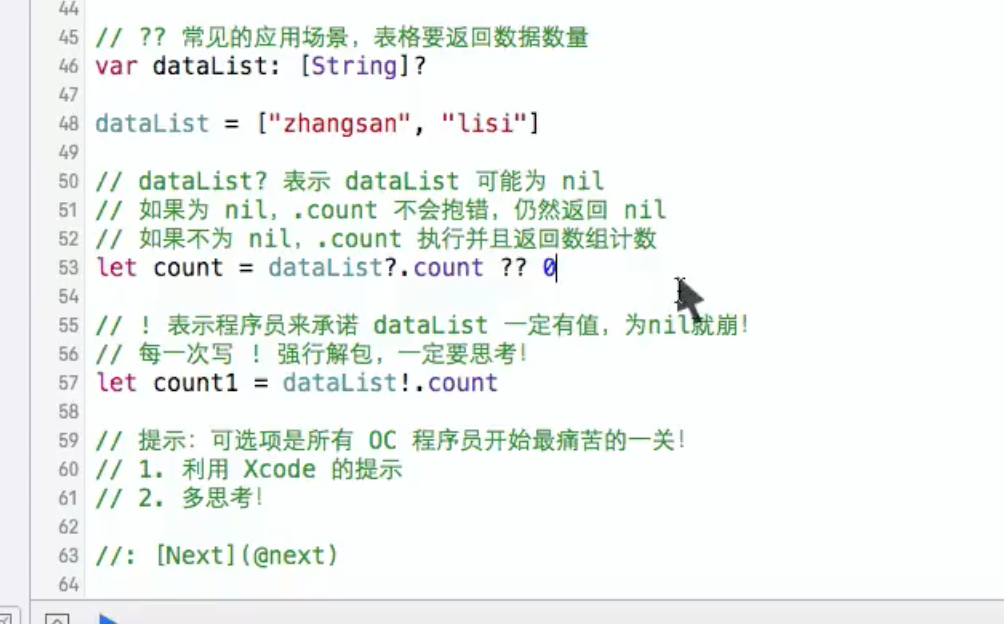 44
45 // ?? 常见的应用场景，表格要返回数据数量
46 var dataList: [String]?
47
48 dataList = ["zhangsan", "lisi"]
49
50 // dataList? 表示 dataList 可能为 nil
51 // 如果为 nil，.count 不会抱错，仍然返回 nil
52 // 如果不为 nil，.count 执行并且返回数组计数
53 let count = dataList?.count ?? 0
54
55 // ! 表示程序员来承诺 dataList 一定有值，为nil就崩！
56 // 每一次写 ! 强行解包，一定要思考！
57 let count1 = dataList!.count
58
59 // 提示：可选项是所有 OC 程序员开始最痛苦的一关！
60 // 1. 利用 Xcode 的提示
61 // 2. 多思考！
62
63 //: [Next](@next)
64